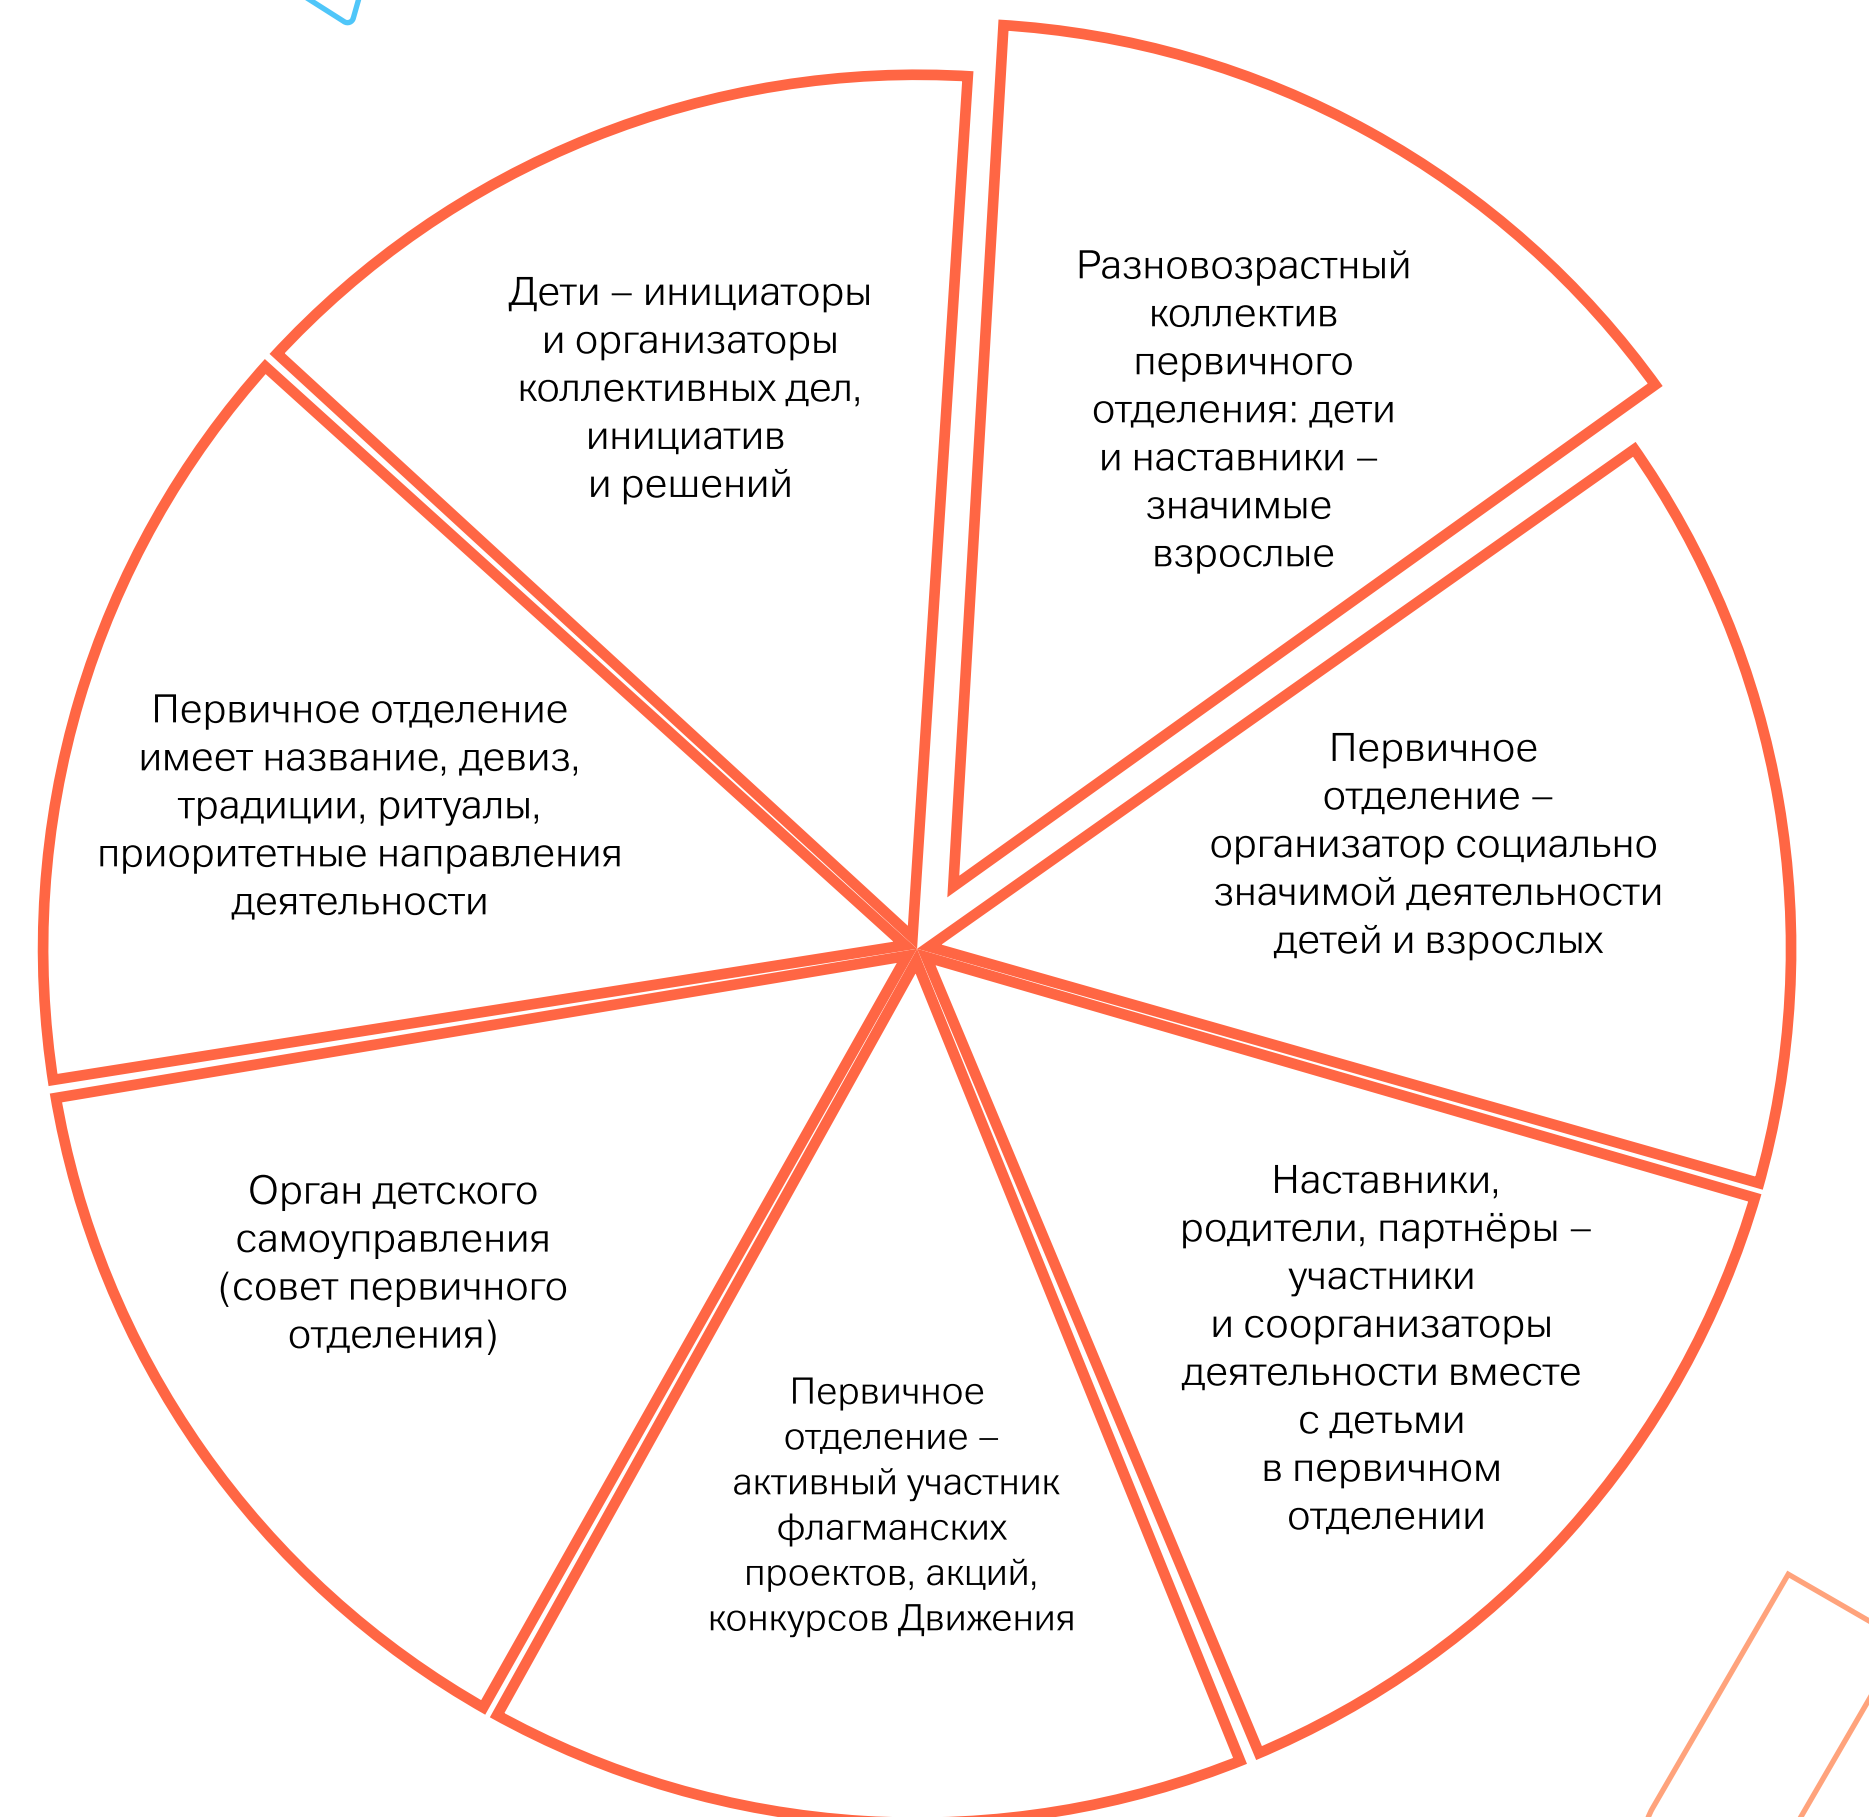 Дети – инициаторы
и организаторы
коллективных дел,
инициатив
и решений
Разновозрастный
коллектив
первичного
отделения: дети
и наставники –
значимые
взрослые
Первичное
отделение –
организатор социально
значимой деятельности
детей и взрослых
Наставники,
родители, партнёры –
участники
и соорганизаторы
деятельности вместе
с детьми
в первичном
отделении
Первичное
отделение –
активный участник
флагманских
проектов, акций,
конкурсов Движения
Орган детского
самоуправления
(совет первичного
отделения)
Первичное отделение
имеет название, девиз,
традиции, ритуалы,
приоритетные направления
деятельности